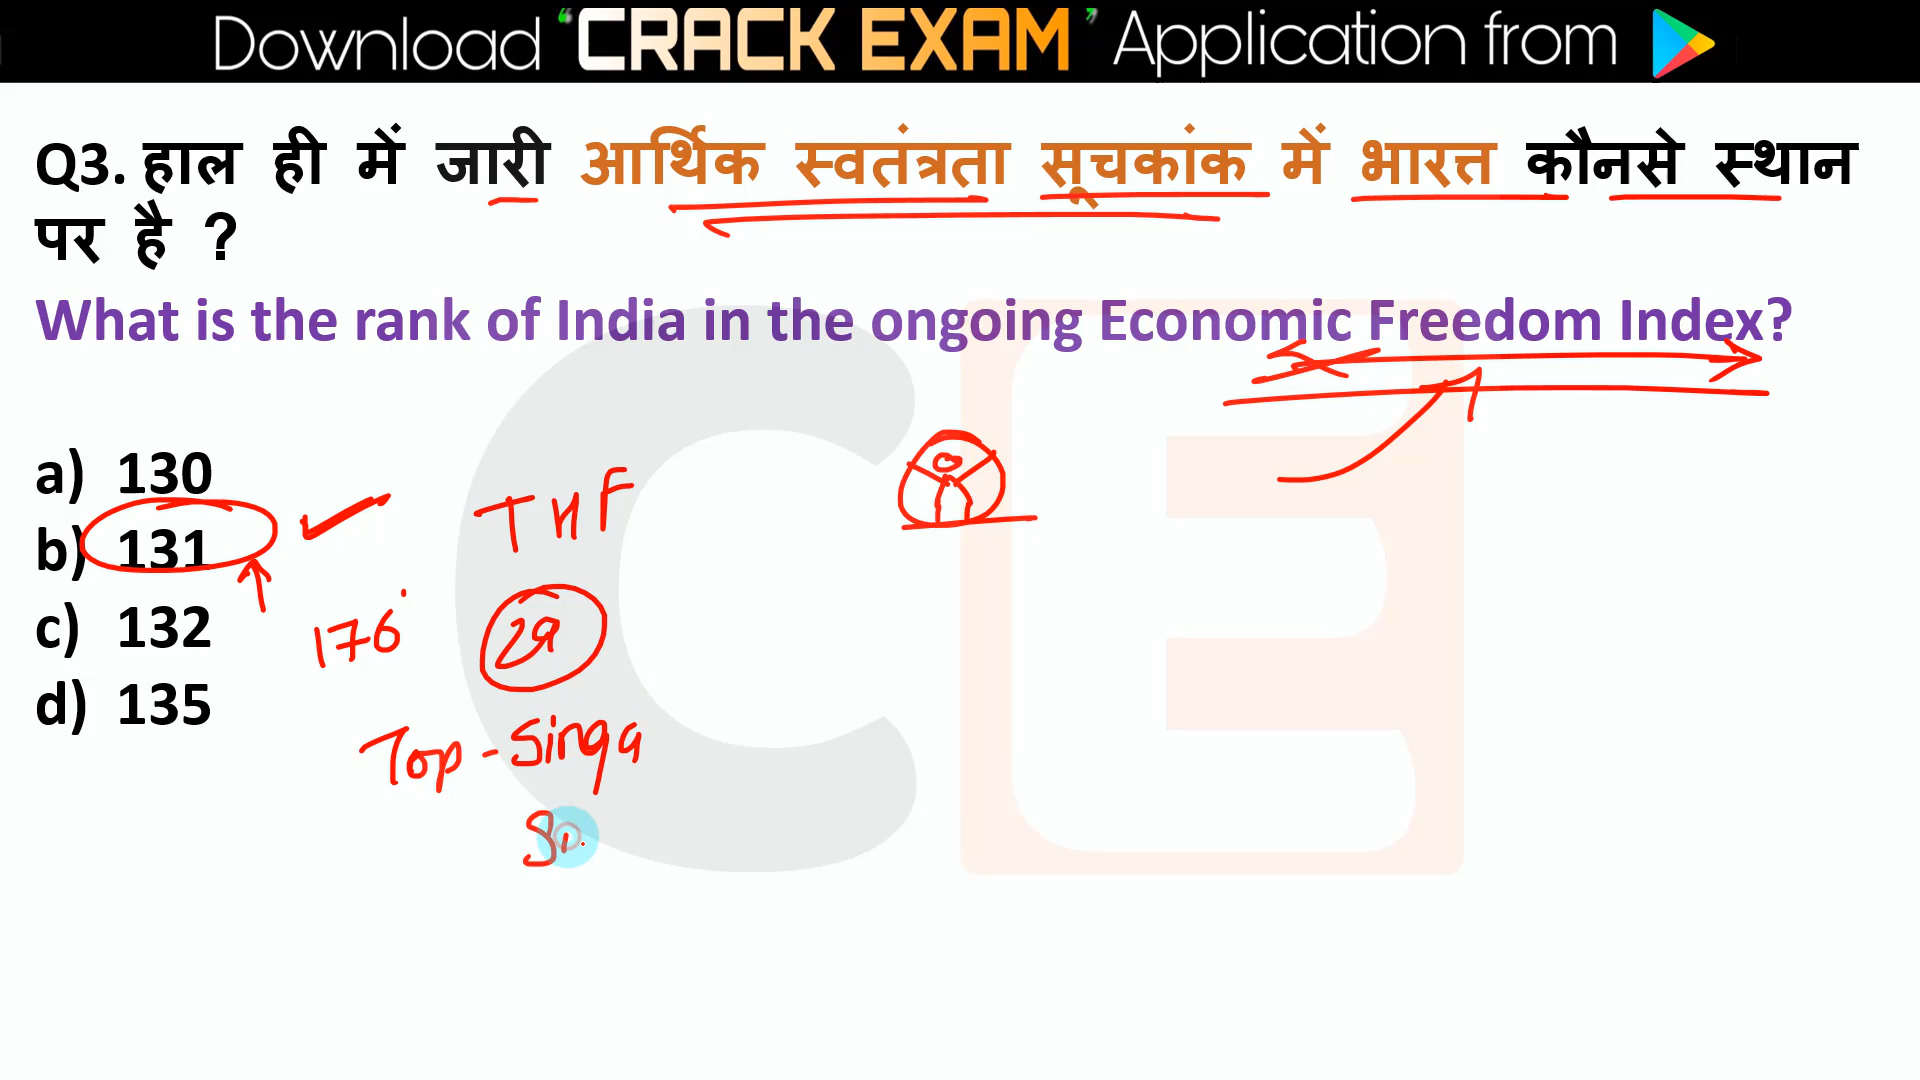 Download “CRACK EXAM” Application from
Q3. हाल ही में जारी आर्थिक स्वतंत्रता सूचकांक में भारत्त कौनसे स्थान
पर है ?
What is the rank of India in the ongoing Economic Freedom Index?
a) 130
b) 131
c) 132
d) 135
THF
176
Top - Singa